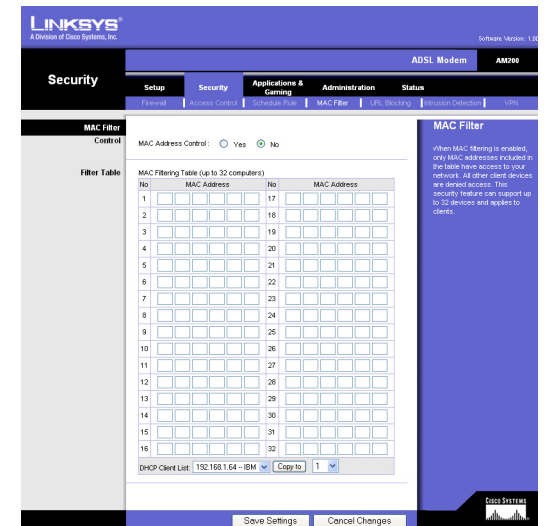 LINKSYS®
A Division of Cisco Systems, Inc.
Software Version: 1.00
ADSL Modem AM200
Security
Setup Security Applications & Gaming Administration Status
Firewall Access Control Schedule Rule MAC Filter URL Blocking Intrusion Detection VPN
MAC Filter
Control
MAC Address Control : Yes No
Filter Table
MAC Filtering Table (up to 32 computers)
No MAC Address No MAC Address
1 17
2 18
3 19
4 20
5 21
6 22
7 23
8 24
9 25
10 26
11 27
12 28
13 29
14 30
15 31
16 32
DHCP Client List: 192.168.1.64 -- IBM Copy to 1
MAC Filter
When MAC filtering is enabled,
only MAC addresses included in
the table have access to your
network. All other client devices
are denied access. This
security feature can support up
to 32 devices and applies to
clients.
CISCO SYSTEMS
Save Settings Cancel Changes